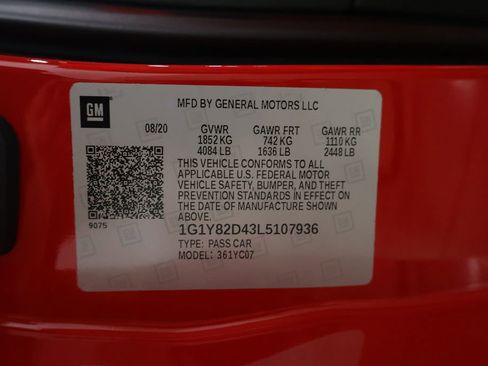 GM
MFD BY GENERAL MOTORS LLC
08/20 GVWR GAWR FRT GAWR RR
1852 KG 742 KG 1110 KG
4084 LB 1636 LB 2448 LB
THIS VEHICLE CONFORMS TO ALL
APPLICABLE U.S. FEDERAL MOTOR
VEHICLE SAFETY, BUMPER, AND THEFT
PREVENTION STANDARDS IN EFFECT ON
THE DATE OF MANUFACTURE SHOWN
ABOVE.
9075
1G1Y82D43L5107936
TYPE: PASS CAR
MODEL: 361YC07